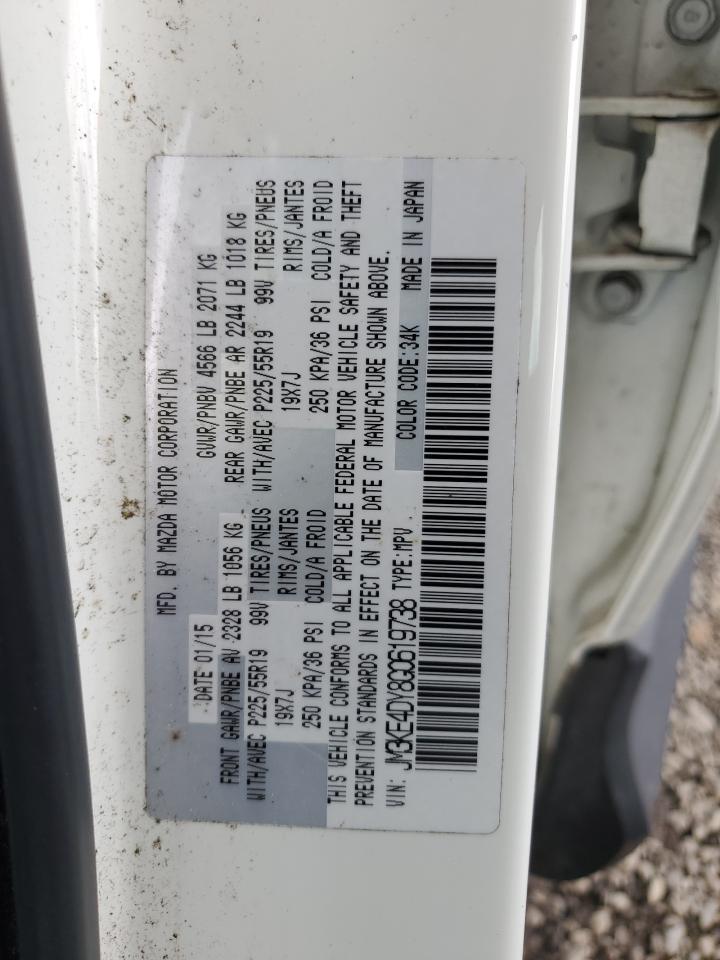 MFD. BY MAZDA MOTOR CORPORATION
DATE 01/15 GVWR/PNBV 4566 LB 2071 KG
FRONT GAWR/PNBE AV 2328 LB 1056 KG REAR GAWR/PNBE AR 2244 LB 1018 KG
WITH/AVEC P225/55R19 99V TIRES/PNEUS WITH/AVEC P225/55R19 99V TIRES/PNEUS
19X7J RIMS/JANTES 19X7J RIMS/JANTES
250 KPA/36 PSI COLD/A FROID 250 KPA/36 PSI COLD/A FROID
THIS VEHICLE CONFORMS TO ALL APPLICABLE FEDERAL MOTOR VEHICLE SAFETY AND THEFT
PREVENTION STANDARDS IN EFFECT ON THE DATE OF MANUFACTURE SHOWN ABOVE.
VIN: JM3KE4DY8G0619738 TYPE:MPV COLOR CODE:34K MADE IN JAPAN